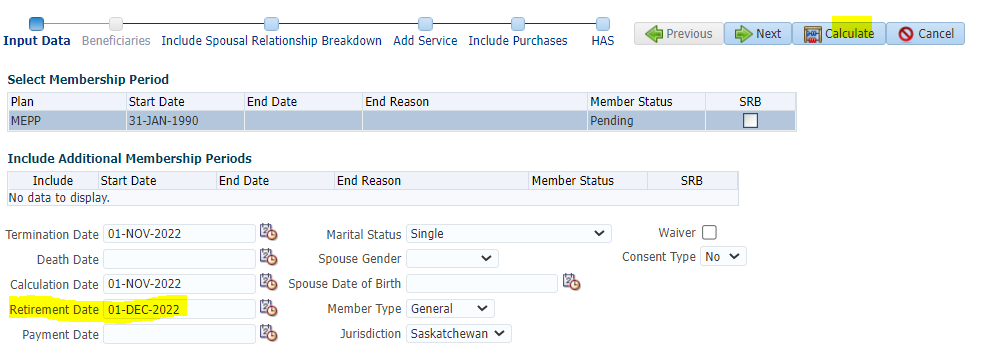 Input Data Beneficiaries Include Spousal Relationship Breakdown Add Service Include Purchases HAS Previous Next Calculate Cancel
Select Membership Period
Plan Start Date End Date End Reason Member Status SRB
MEPP 31-JAN-1990 Pending
Include Additional Membership Periods
Include Start Date End Date End Reason Member Status SRB
No data to display.
Termination Date 01-NOV-2022 Marital Status Single Waiver
Death Date Spouse Gender Consent Type No
Calculation Date 01-NOV-2022 Spouse Date of Birth
Retirement Date 01-DEC-2022 Member Type General
Payment Date Jurisdiction Saskatchewan